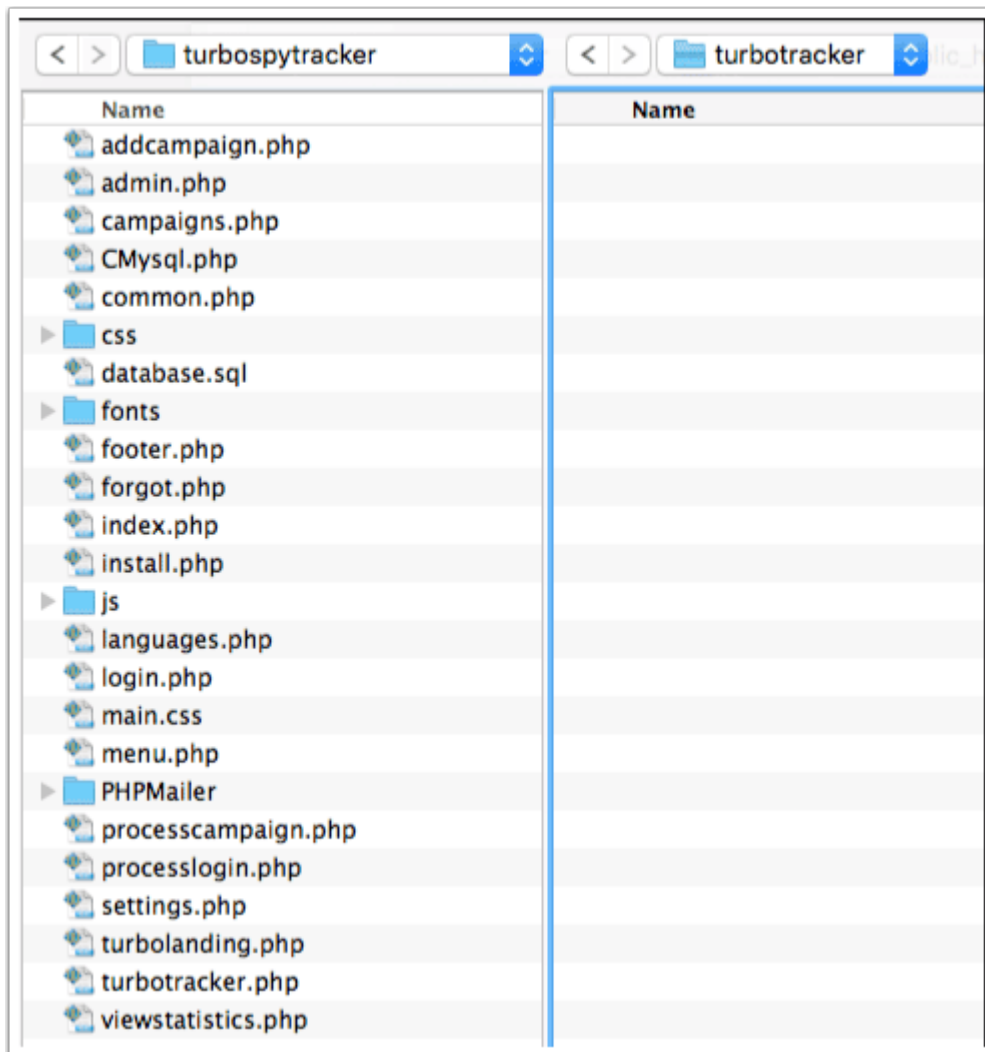 turbospytracker
turbotracker
Name
Name
addcampaign.php
admin.php
campaigns.php
CMysql.php
common.php
css
database.sql
fonts
footer.php
forgot.php
index.php
install.php
js
languages.php
login.php
main.css
menu.php
PHPMailer
processcampaign.php
processlogin.php
settings.php
turbolanding.php
turbotracker.php
viewstatistics.php